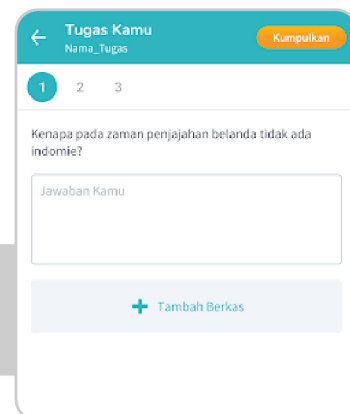 Tugas Kamu
Nama_Tugas
Kumpulkan
1 2 3
Kenapa pada zaman penjajahan belanda tidak ada
indomie?
Jawaban Kamu
Tambah Berkas